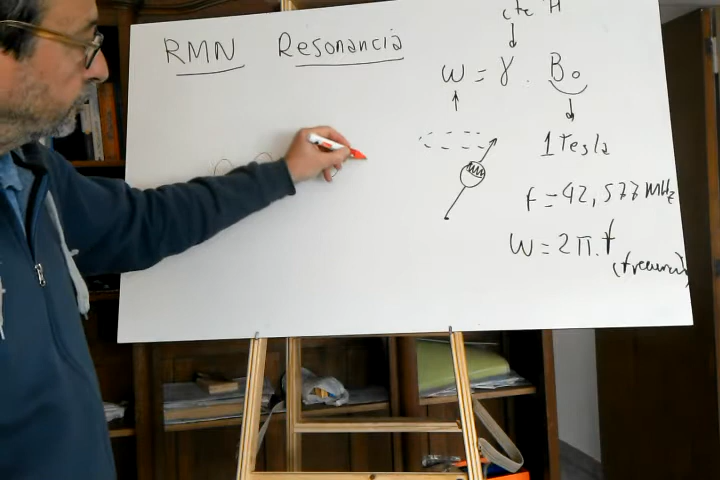 RMN Resonancia
cte H
ω = γ . B₀
1 Tesla
f = 42,577 MHz
W = 2π.f
(frecuencia